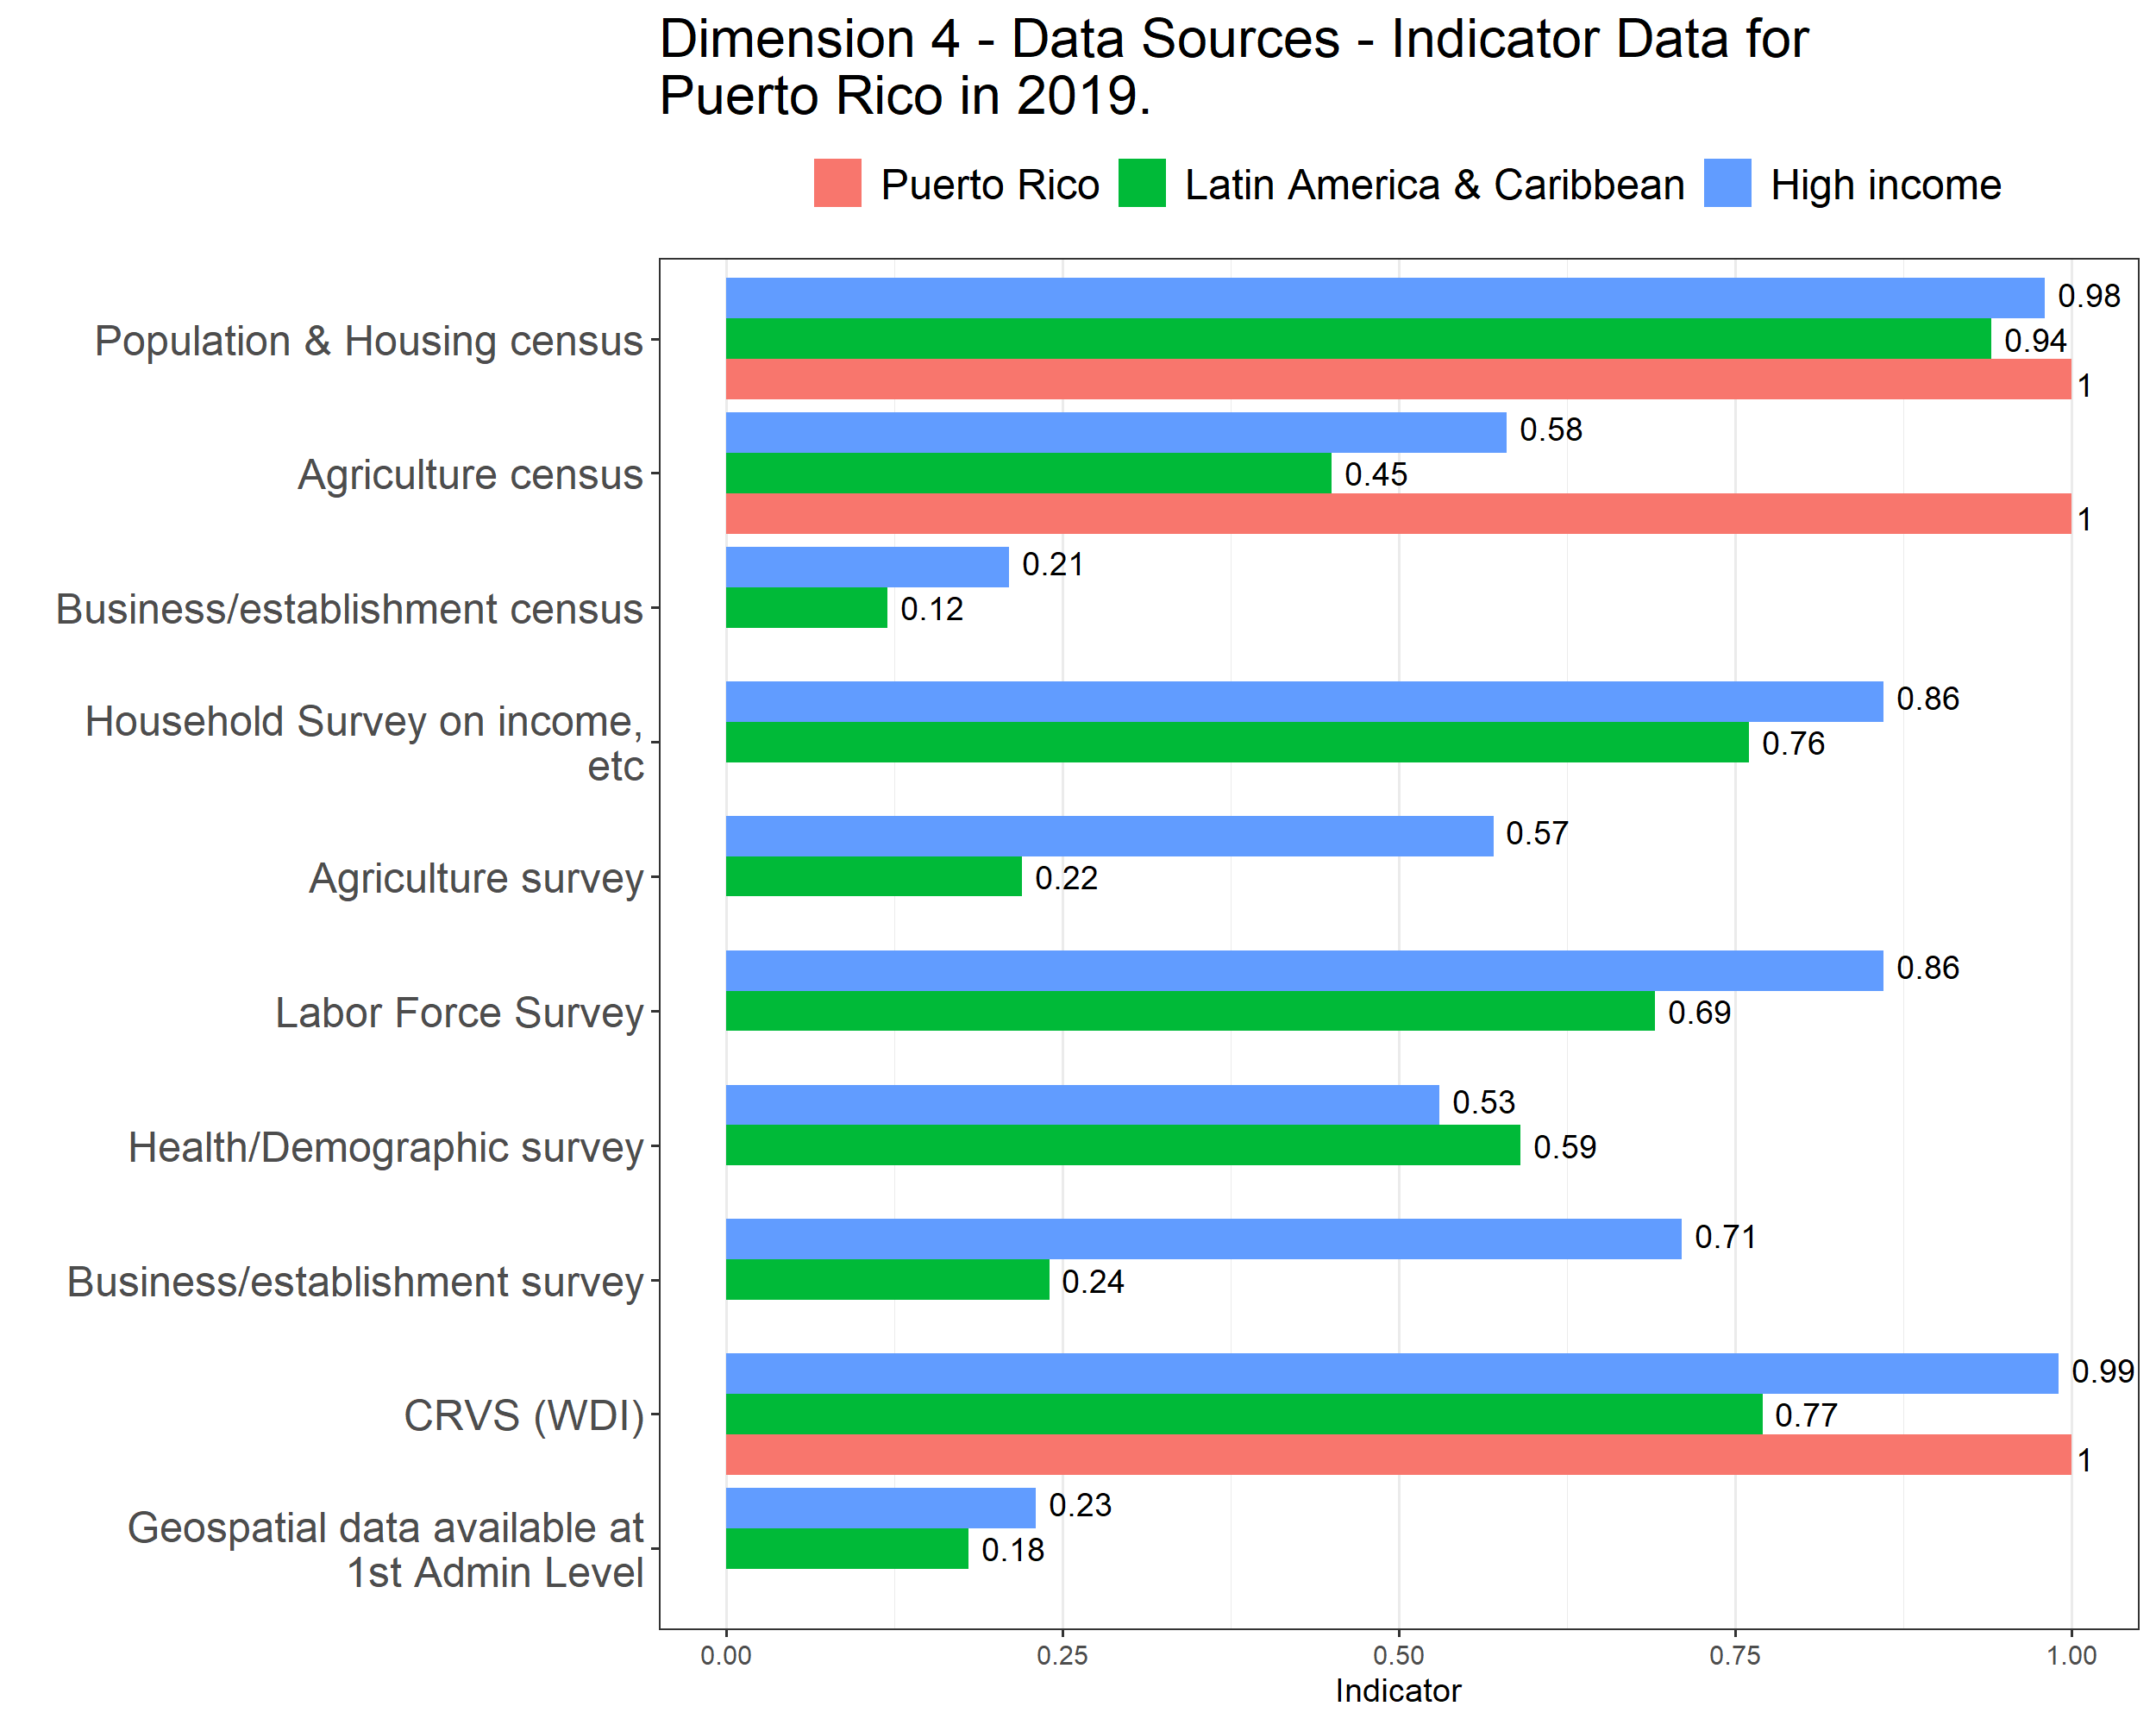 Dimension 4 - Data Sources - Indicator Data for
Puerto Rico in 2019.
Puerto Rico
Latin America & Caribbean
High income
Population & Housing census
0.98
0.94
1
Agriculture census
0.58
0.45
1
Business/establishment census
0.21
0.12
Household Survey on income,
etc
0.86
0.76
Agriculture survey
0.57
0.22
Labor Force Survey
0.86
0.69
Health/Demographic survey
0.53
0.59
Business/establishment survey
0.71
0.24
CRVS (WDI)
0.99
0.77
1
Geospatial data available at
1st Admin Level
0.23
0.18
0.00
0.25
0.50
0.75
1.00
Indicator